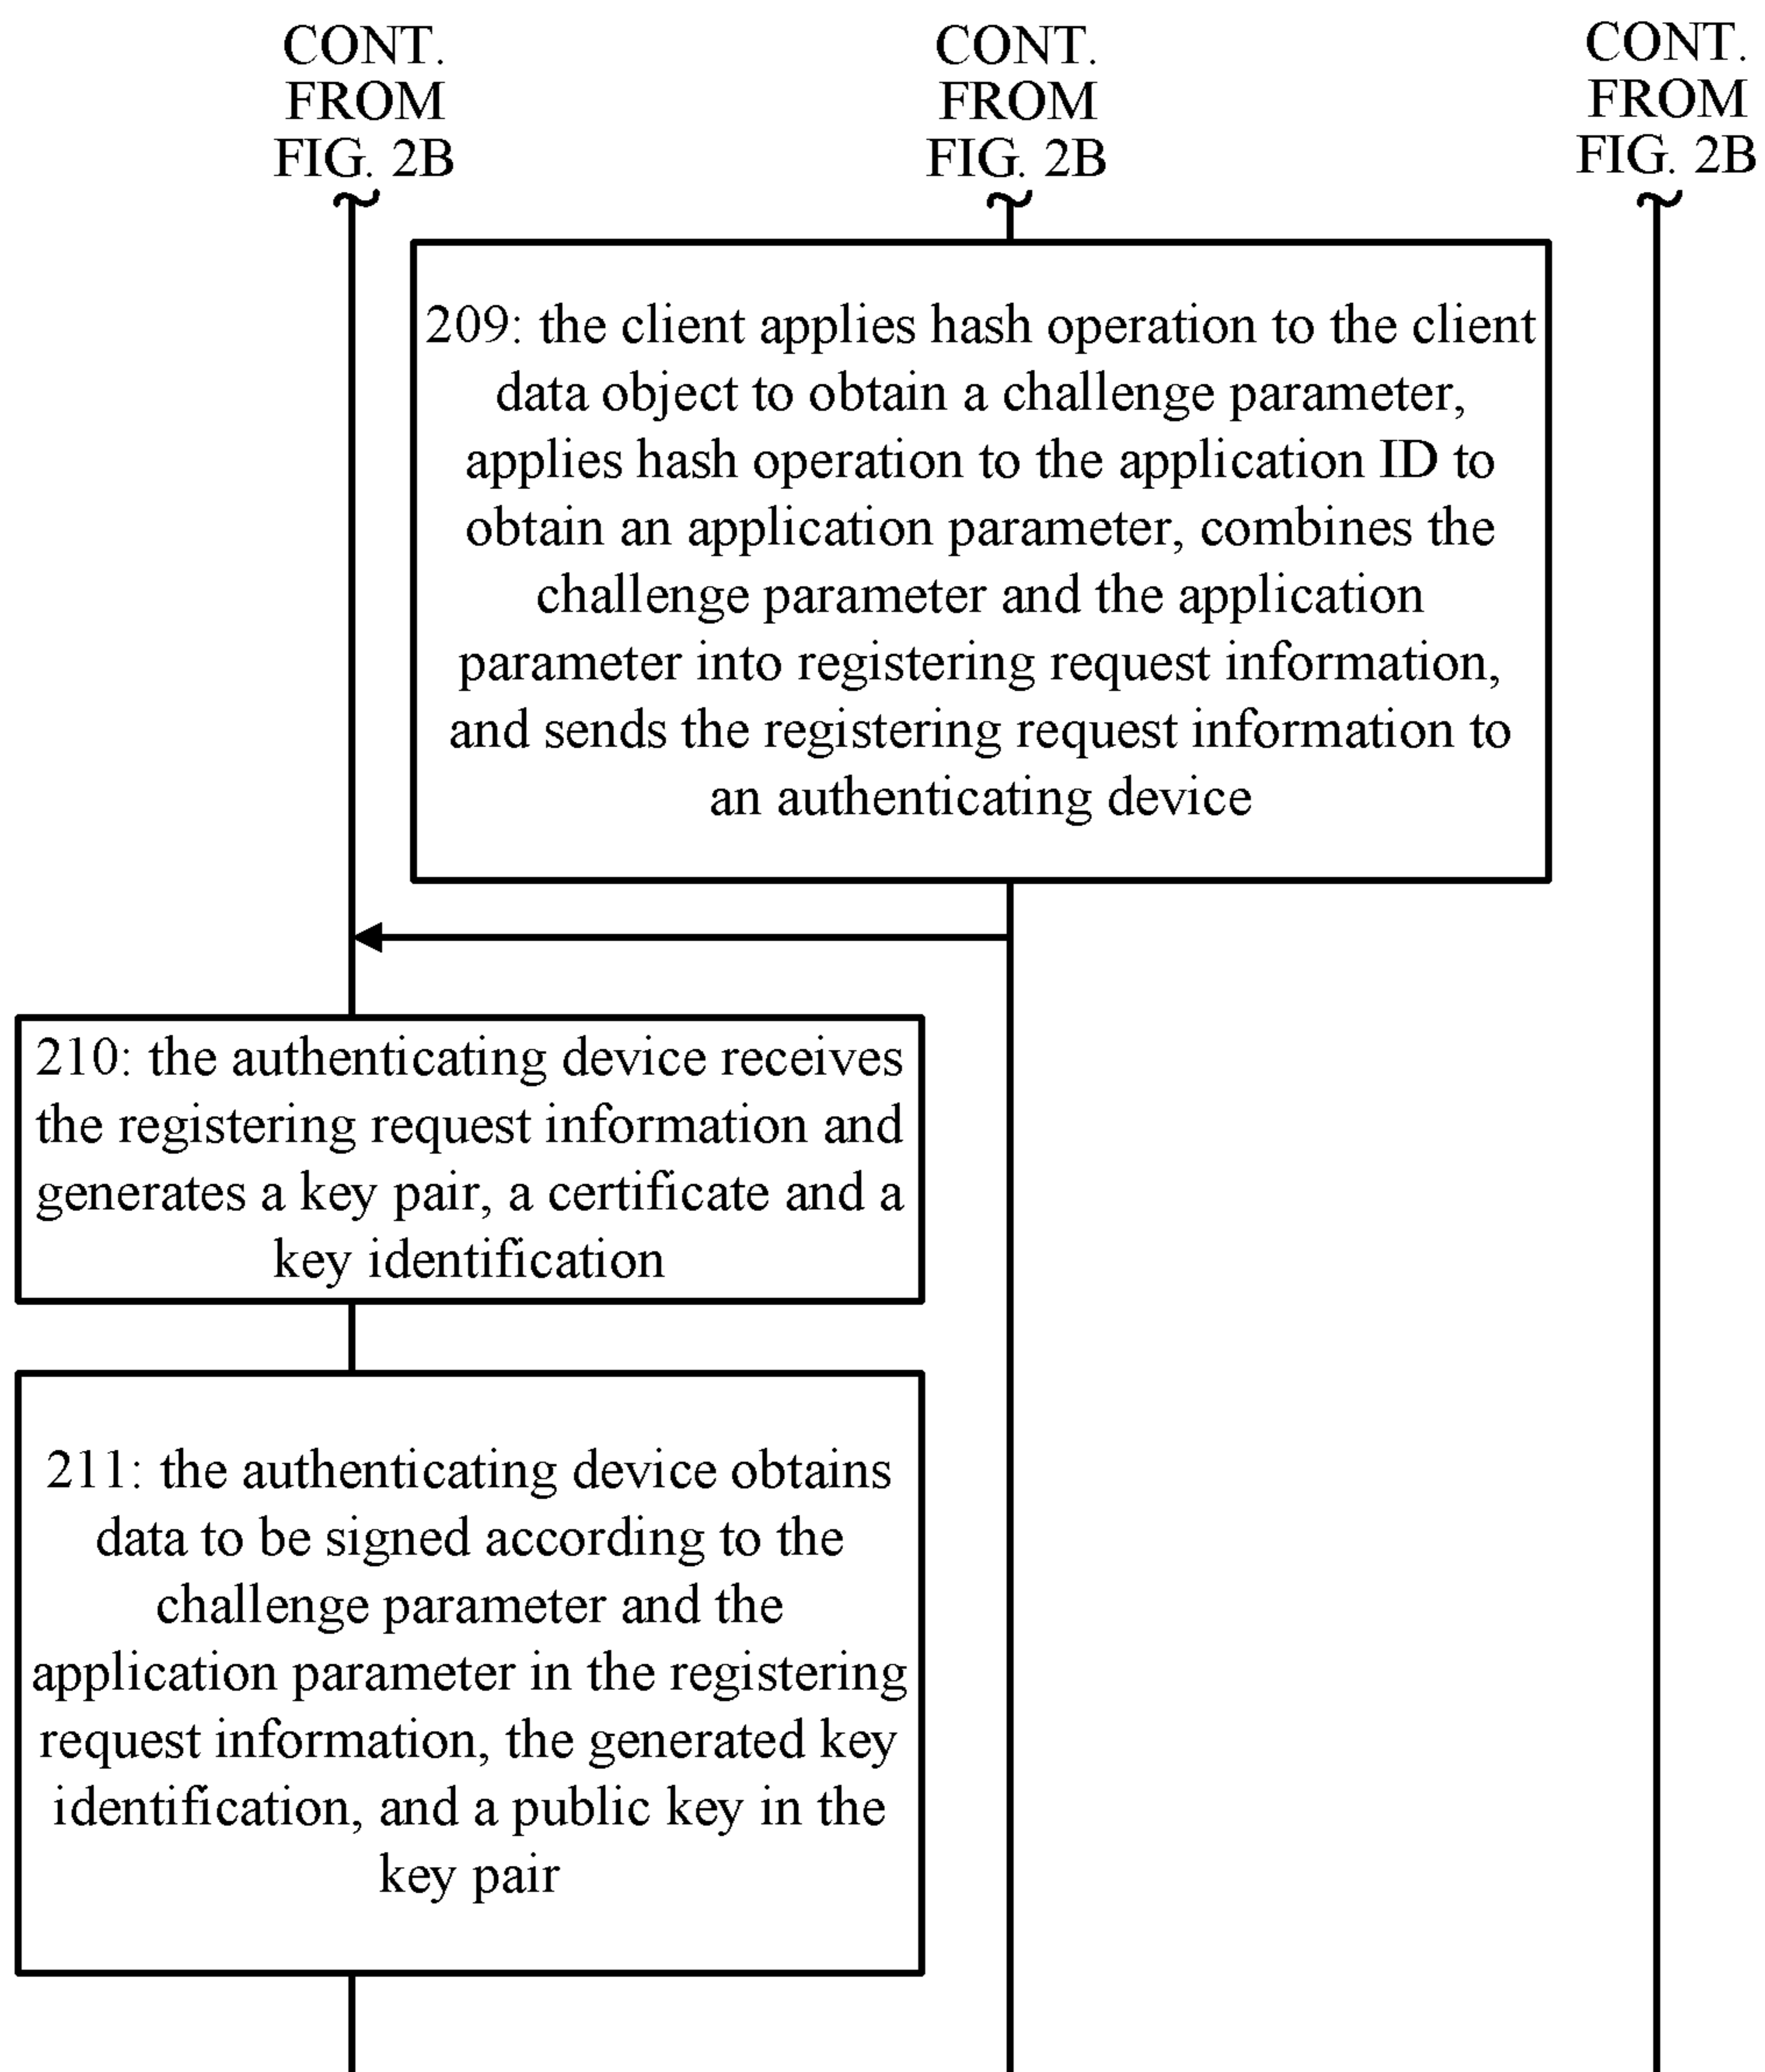 CONT.
FROM
FIG. 2B
CONT.
FROM
FIG. 2B
CONT.
FROM
FIG. 2B
209: the client applies hash operation to the client
data object to obtain a challenge parameter,
applies hash operation to the application ID to
obtain an application parameter, combines the
challenge parameter and the application
parameter into registering request information,
and sends the registering request information to
an authenticating device
210: the authenticating device receives
the registering request information and
generates a key pair, a certificate and a
key identification
211: the authenticating device obtains
data to be signed according to the
challenge parameter and the
application parameter in the registering
request information, the generated key
identification, and a public key in the
key pair